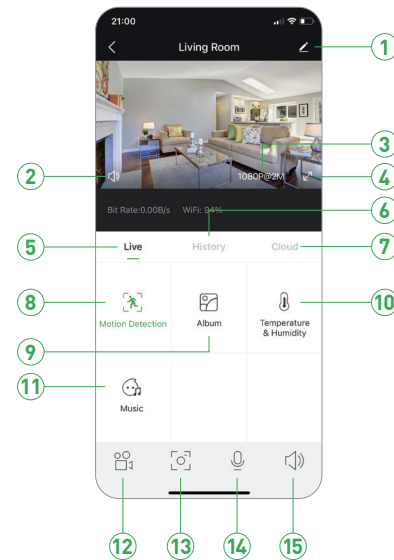 21:00
Living Room
1
3
2
1080P@2M
4
Bit Rate:0.00B/s WiFi: 94%
6
5
Live History Cloud
7
8
Motion Detection
Album
Temperature
& Humidity
10
9
11
Music
12 13 14 15